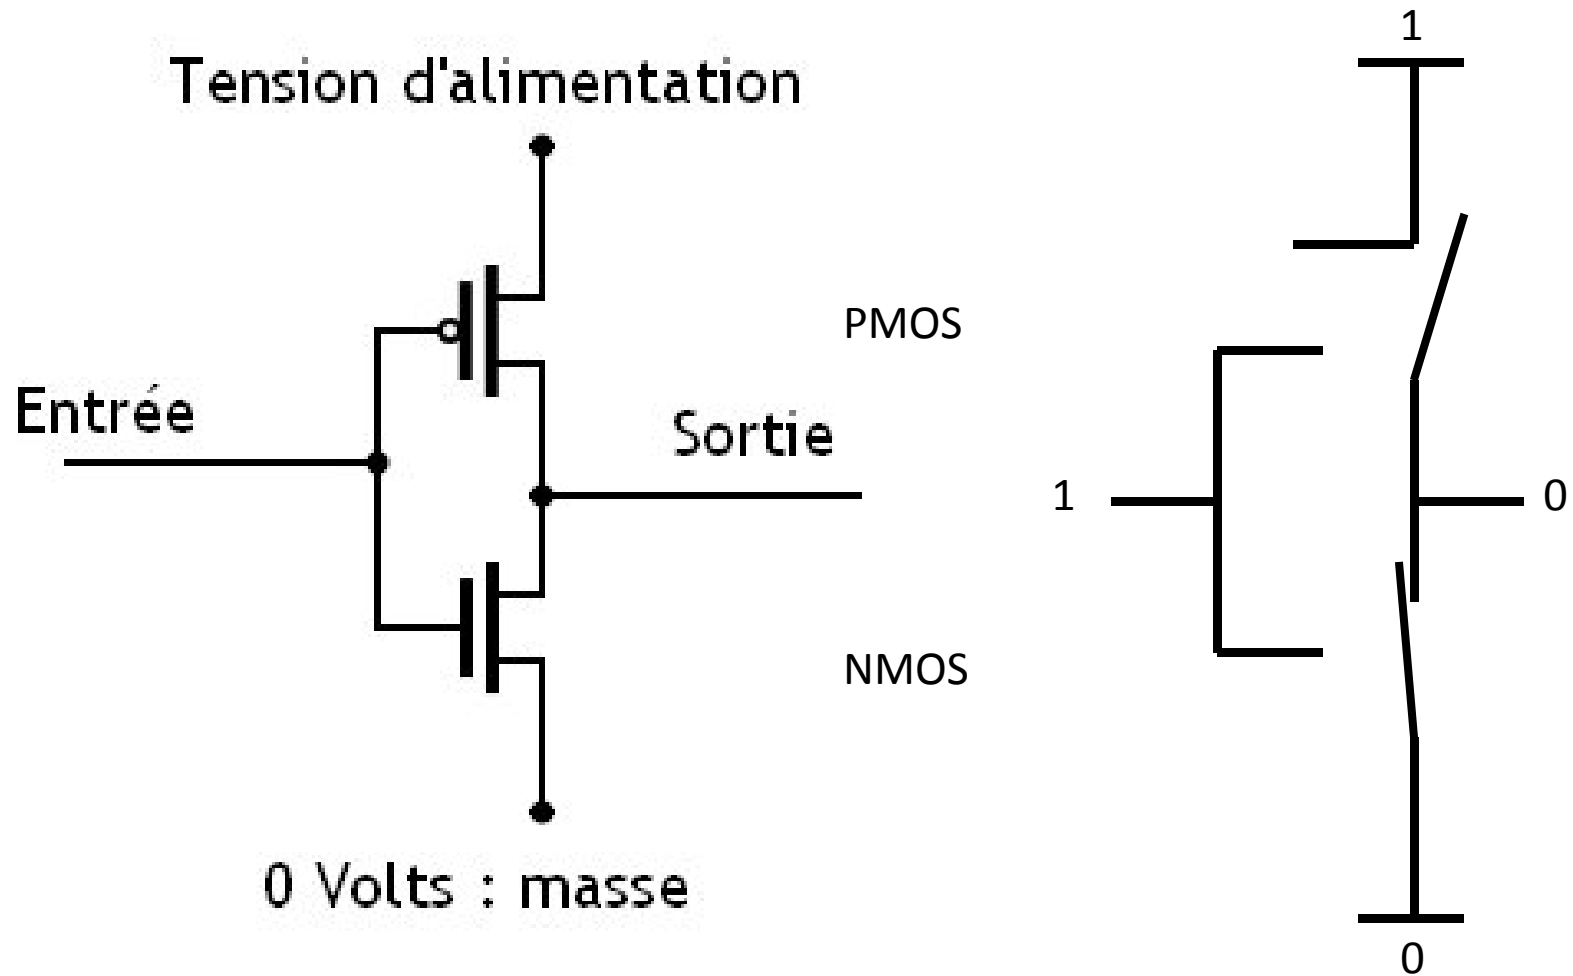 Tension d'alimentation
PMOS
Entrée
Sortie
NMOS
0 Volts : masse
1
1
0
0